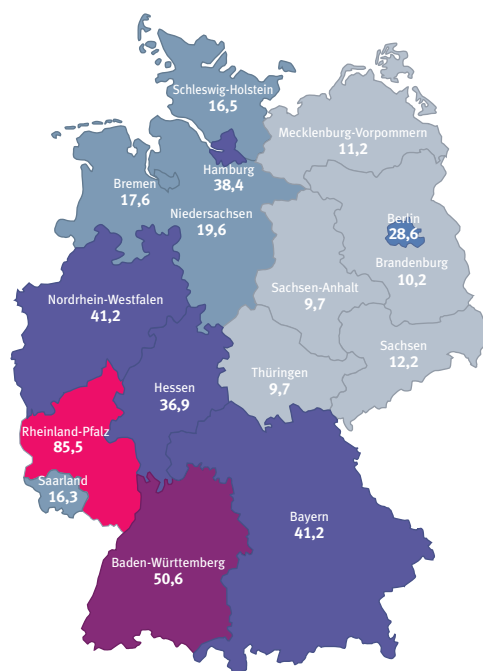 Schleswig-Holstein
16,5
Mecklenburg-Vorpommern
11,2
Hamburg
38,4
Bremen
17,6
Niedersachsen
19,6
Berlin
28,6
Brandenburg
10,2
Sachsen-Anhalt
9,7
Nordrhein-Westfalen
41,2
Sachsen
12,2
Thüringen
9,7
Hessen
36,9
Rheinland-Pfalz
85,5
Saarland
16,3
Bayern
41,2
Baden-Württemberg
50,6